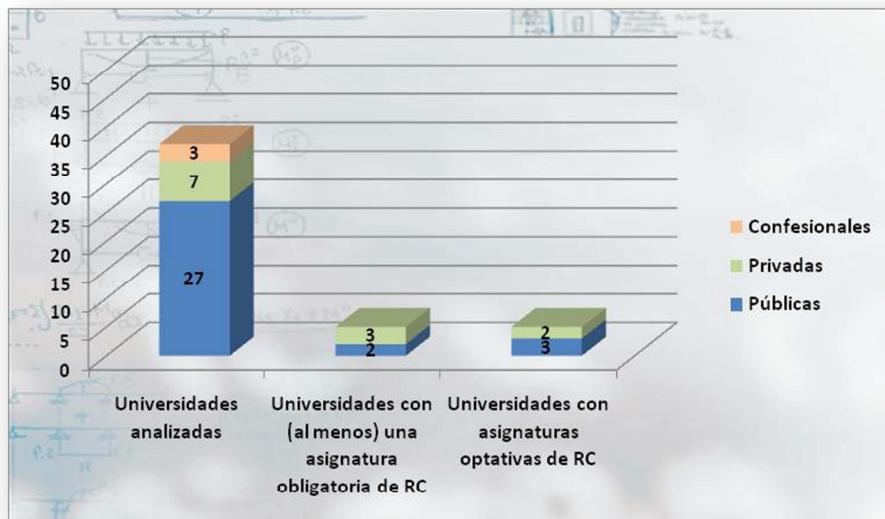 50
45
40
35
30
25
20
15
10
5
0
3
7
27
3
2
2
3
Universidades
analizadas
Universidades con
(al menos) una
asignatura
obligatoria de RC
Universidades con
asignaturas
optativas de RC
Confesionales
Privadas
Públicas